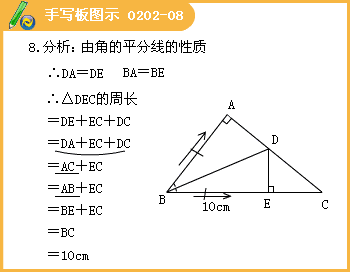 手写板图示 0202-08
8.分析：由角的平分线的性质
∴DA=DE BA=BE
∴△DEC的周长
=DE+EC+DC
=DA+EC+DC
=AC+EC
=AB+EC
=BE+EC
=BC
=10cm
A
D
B
10cm
E
C